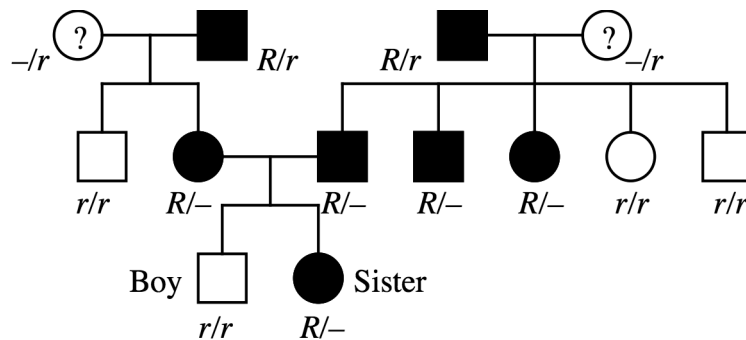 ? ?
–/r R/r R/r –/r
r/r R/– R/– R/– R/– r/r r/r
Boy Sister
r/r R/–